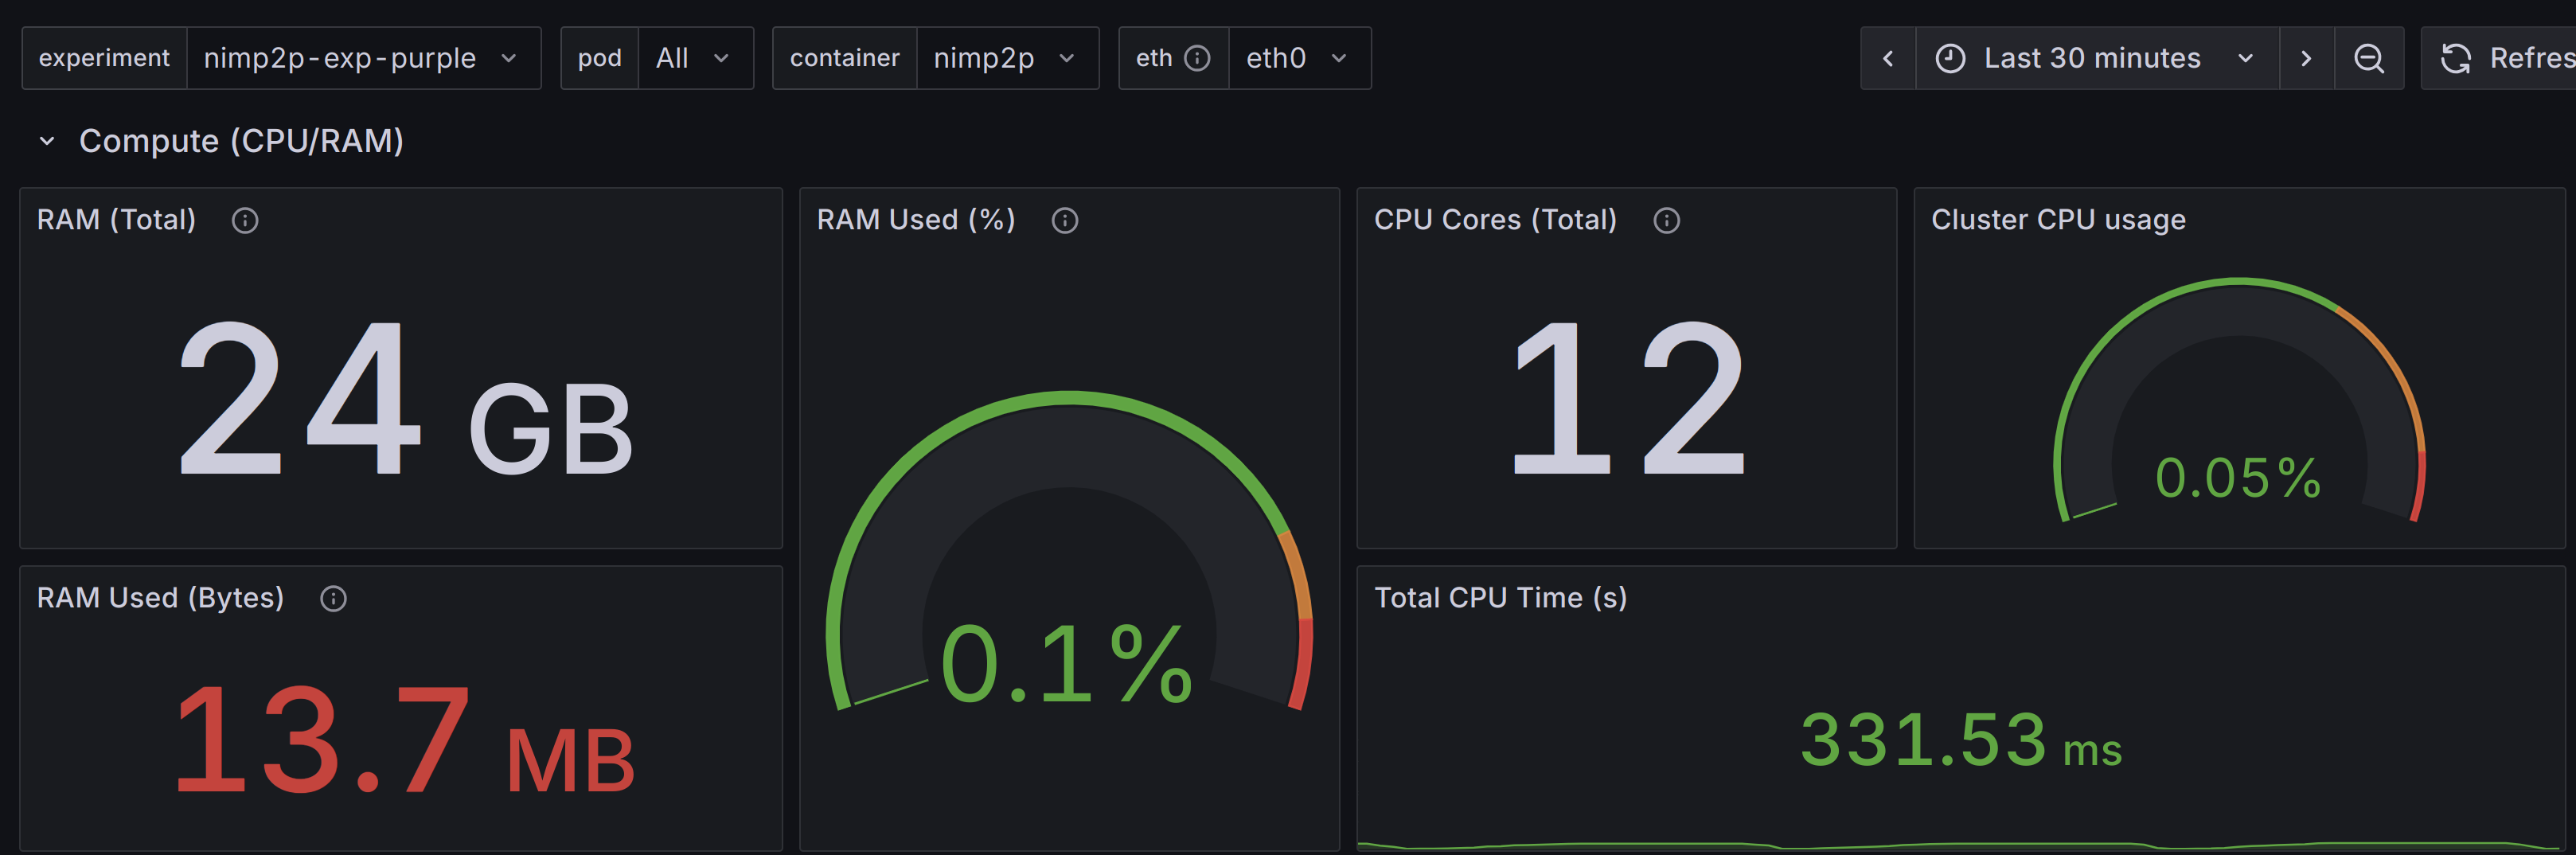 experiment nimp2p-exp-purple pod All container nimp2p eth eth0 Last 30 minutes Refres
Compute (CPU/RAM)
RAM (Total)
24 GB
RAM Used (%)
0.1%
CPU Cores (Total)
12
Cluster CPU usage
0.05%
RAM Used (Bytes)
13.7 MB
Total CPU Time (s)
331.53 ms